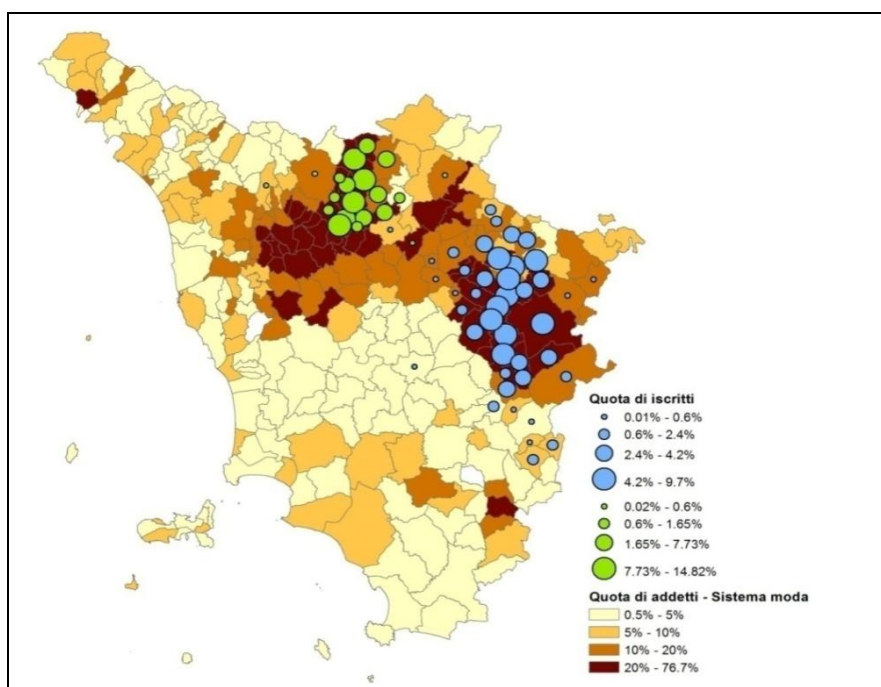 Quota di iscritti
0.01% - 0.6%
0.6% - 2.4%
2.4% - 4.2%
4.2% - 9.7%
0.02% - 0.6%
0.6% - 1.65%
1.65% - 7.73%
7.73% - 14.82%
Quota di addetti - Sistema moda
0.5% - 5%
5% - 10%
10% - 20%
20% - 76.7%